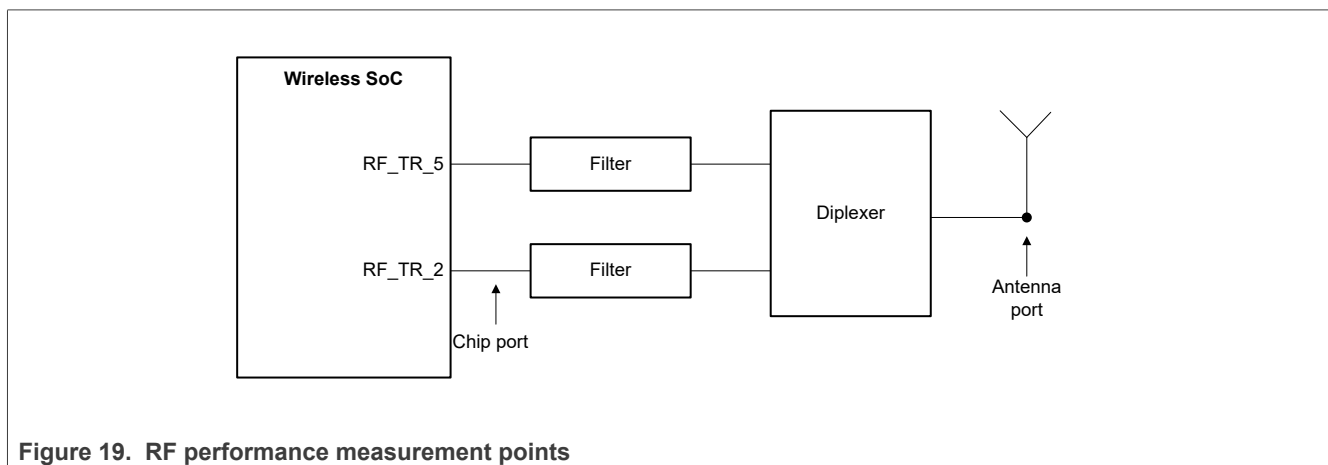 Wireless SoC
RF_TR_5
Filter
Diplexer
RF_TR_2
Filter
Chip port
Antenna
port
Figure 19. RF performance measurement points